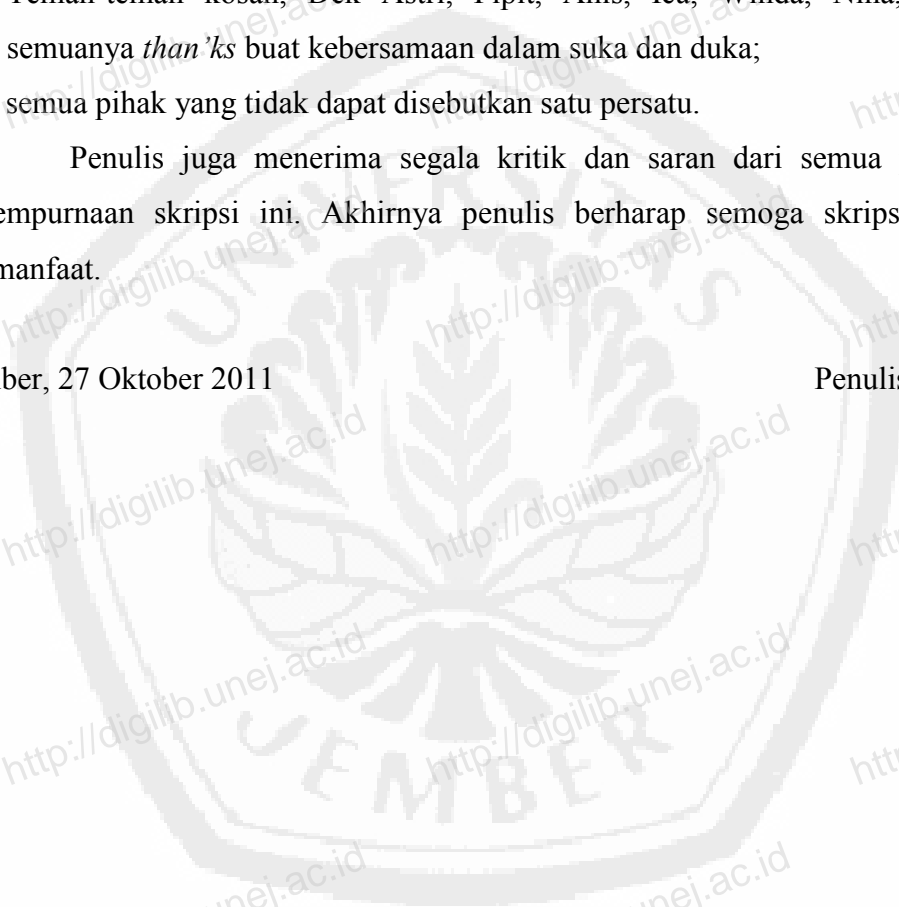 Teman-teman kosan, Dek Astri, Pipit, Anis, Ica, Winda, Nina,
semuanya than’ks buat kebersamaan dalam suka dan duka;
semua pihak yang tidak dapat disebutkan satu persatu.
Penulis juga menerima segala kritik dan saran dari semua
empurnaan skripsi ini. Akhirnya penulis berharap semoga skrips
manfaat.
ber, 27 Oktober 2011 Penulis
UNIVERSITAS
JEMBER
http://digilib.unej.ac.id
http://digilib.unej.ac.id
http://digilib.unej.ac.id
http://digilib.unej.ac.id
http://digilib.unej.ac.id
http://digilib.unej.ac.id